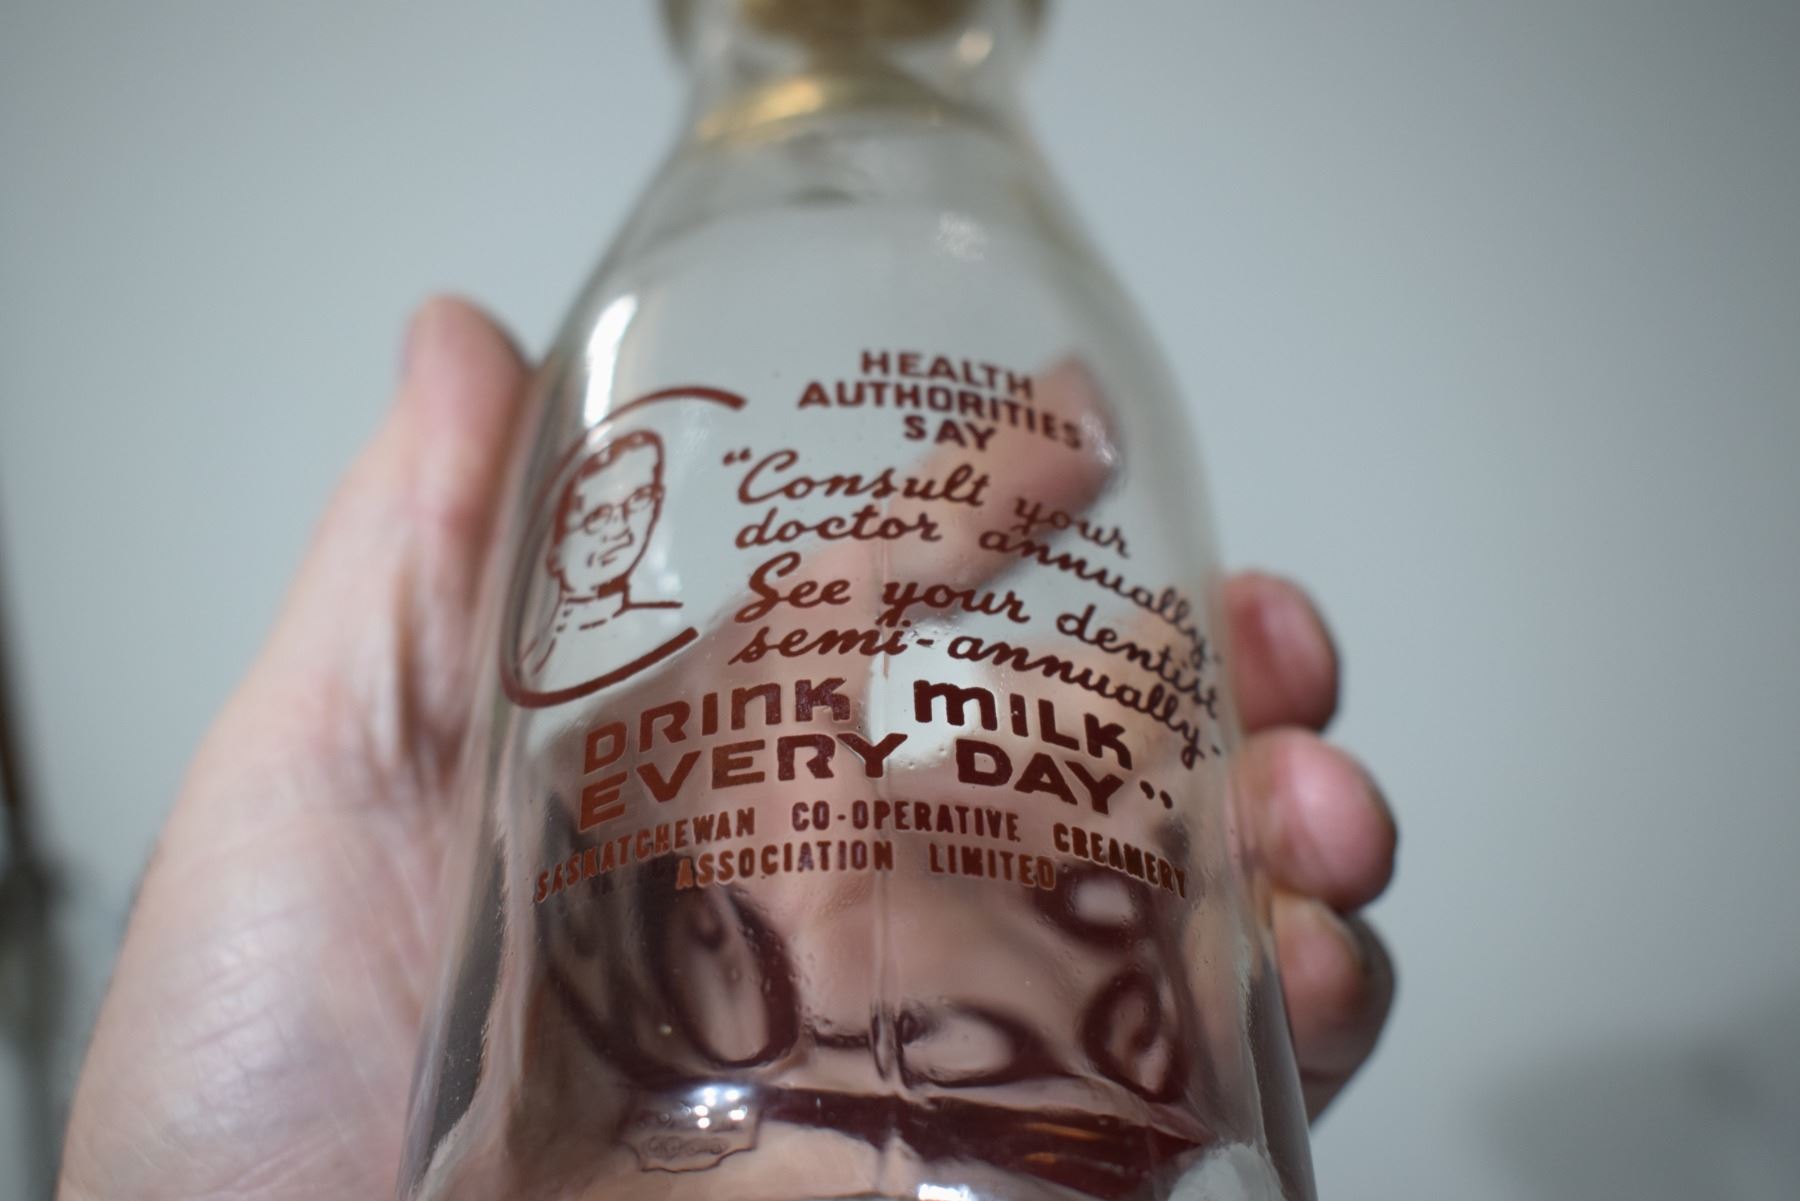 HEALTH
AUTHORITIES
SAY
"Consult your
doctor annually-
See your dentist
semi-annually-
DRINK MILK
EVERY DAY"
SASKATCHEWAN CO-OPERATIVE CREAMERY
ASSOCIATION LIMITED